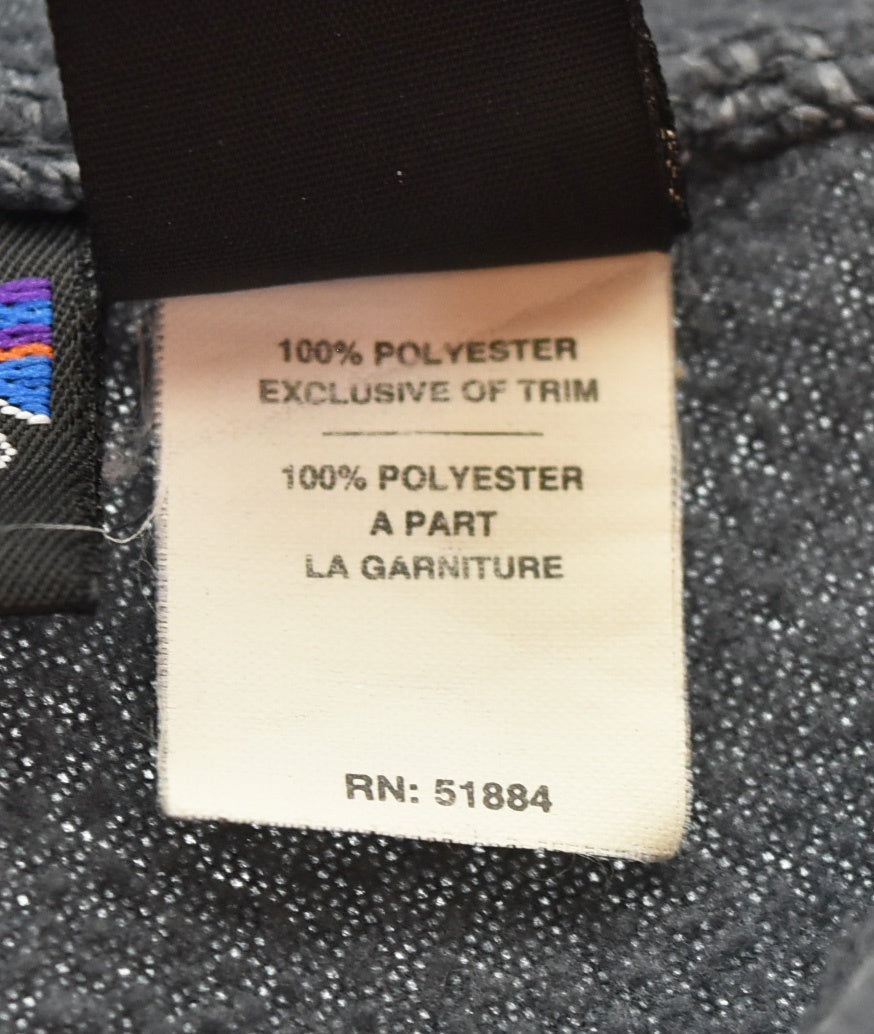 100% POLYESTER
EXCLUSIVE OF TRIM
100% POLYESTER
A PART
LA GARNITURE
RN: 51884